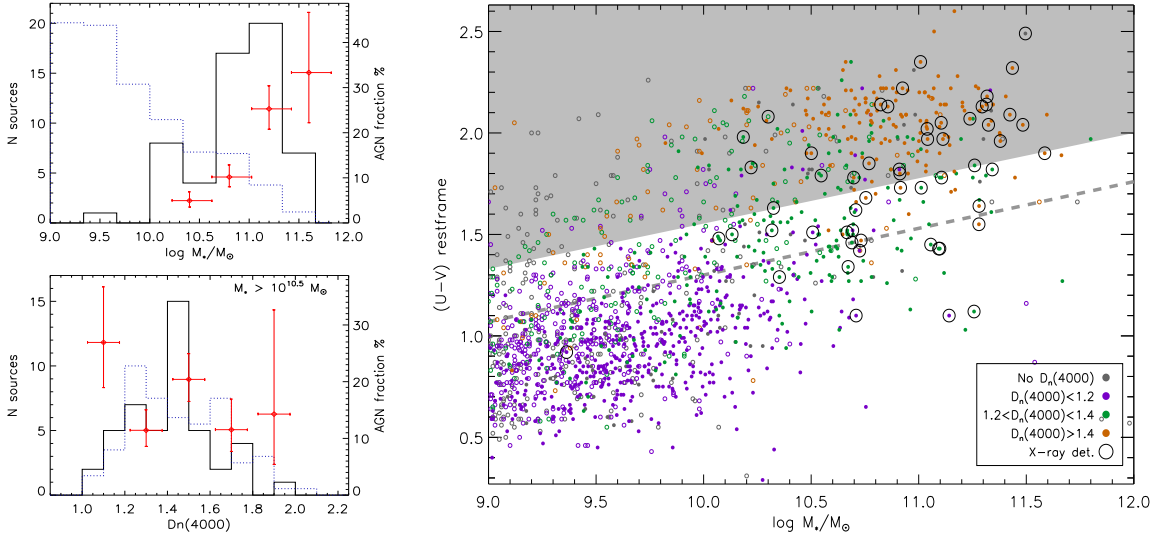 20
15
10
5
0
N sources
40
30
20
10
0
AGN fraction %
9.0 9.5 10.0 10.5 11.0 11.5 12.0
log M*/M⊙
M* > 10^10.5 M⊙
15
10
5
0
N sources
30
20
10
0
AGN fraction %
1.0 1.2 1.4 1.6 1.8 2.0 2.2
Dn(4000)
2.5
2.0
1.5
1.0
0.5
(U−V) restframe
No Dn(4000)
Dn(4000)<1.2
1.2<Dn(4000)<1.4
Dn(4000)>1.4
X−ray det.
9.0 9.5 10.0 10.5 11.0 11.5 12.0
log M*/M⊙